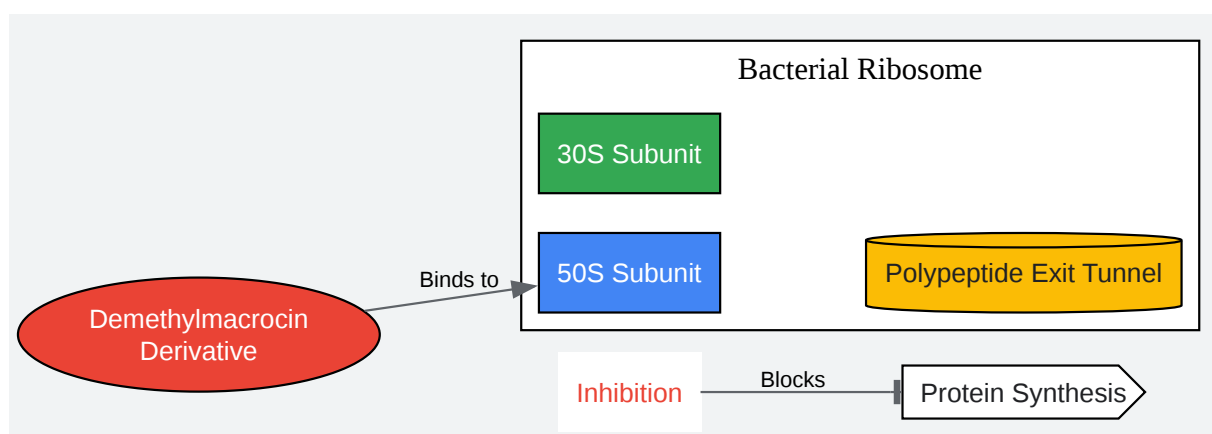 Bacterial Ribosome
30S Subunit
Binds to
50S Subunit
Polypeptide Exit Tunnel
Demethylmacrocin
Derivative
Inhibition
Blocks
Protein Synthesis